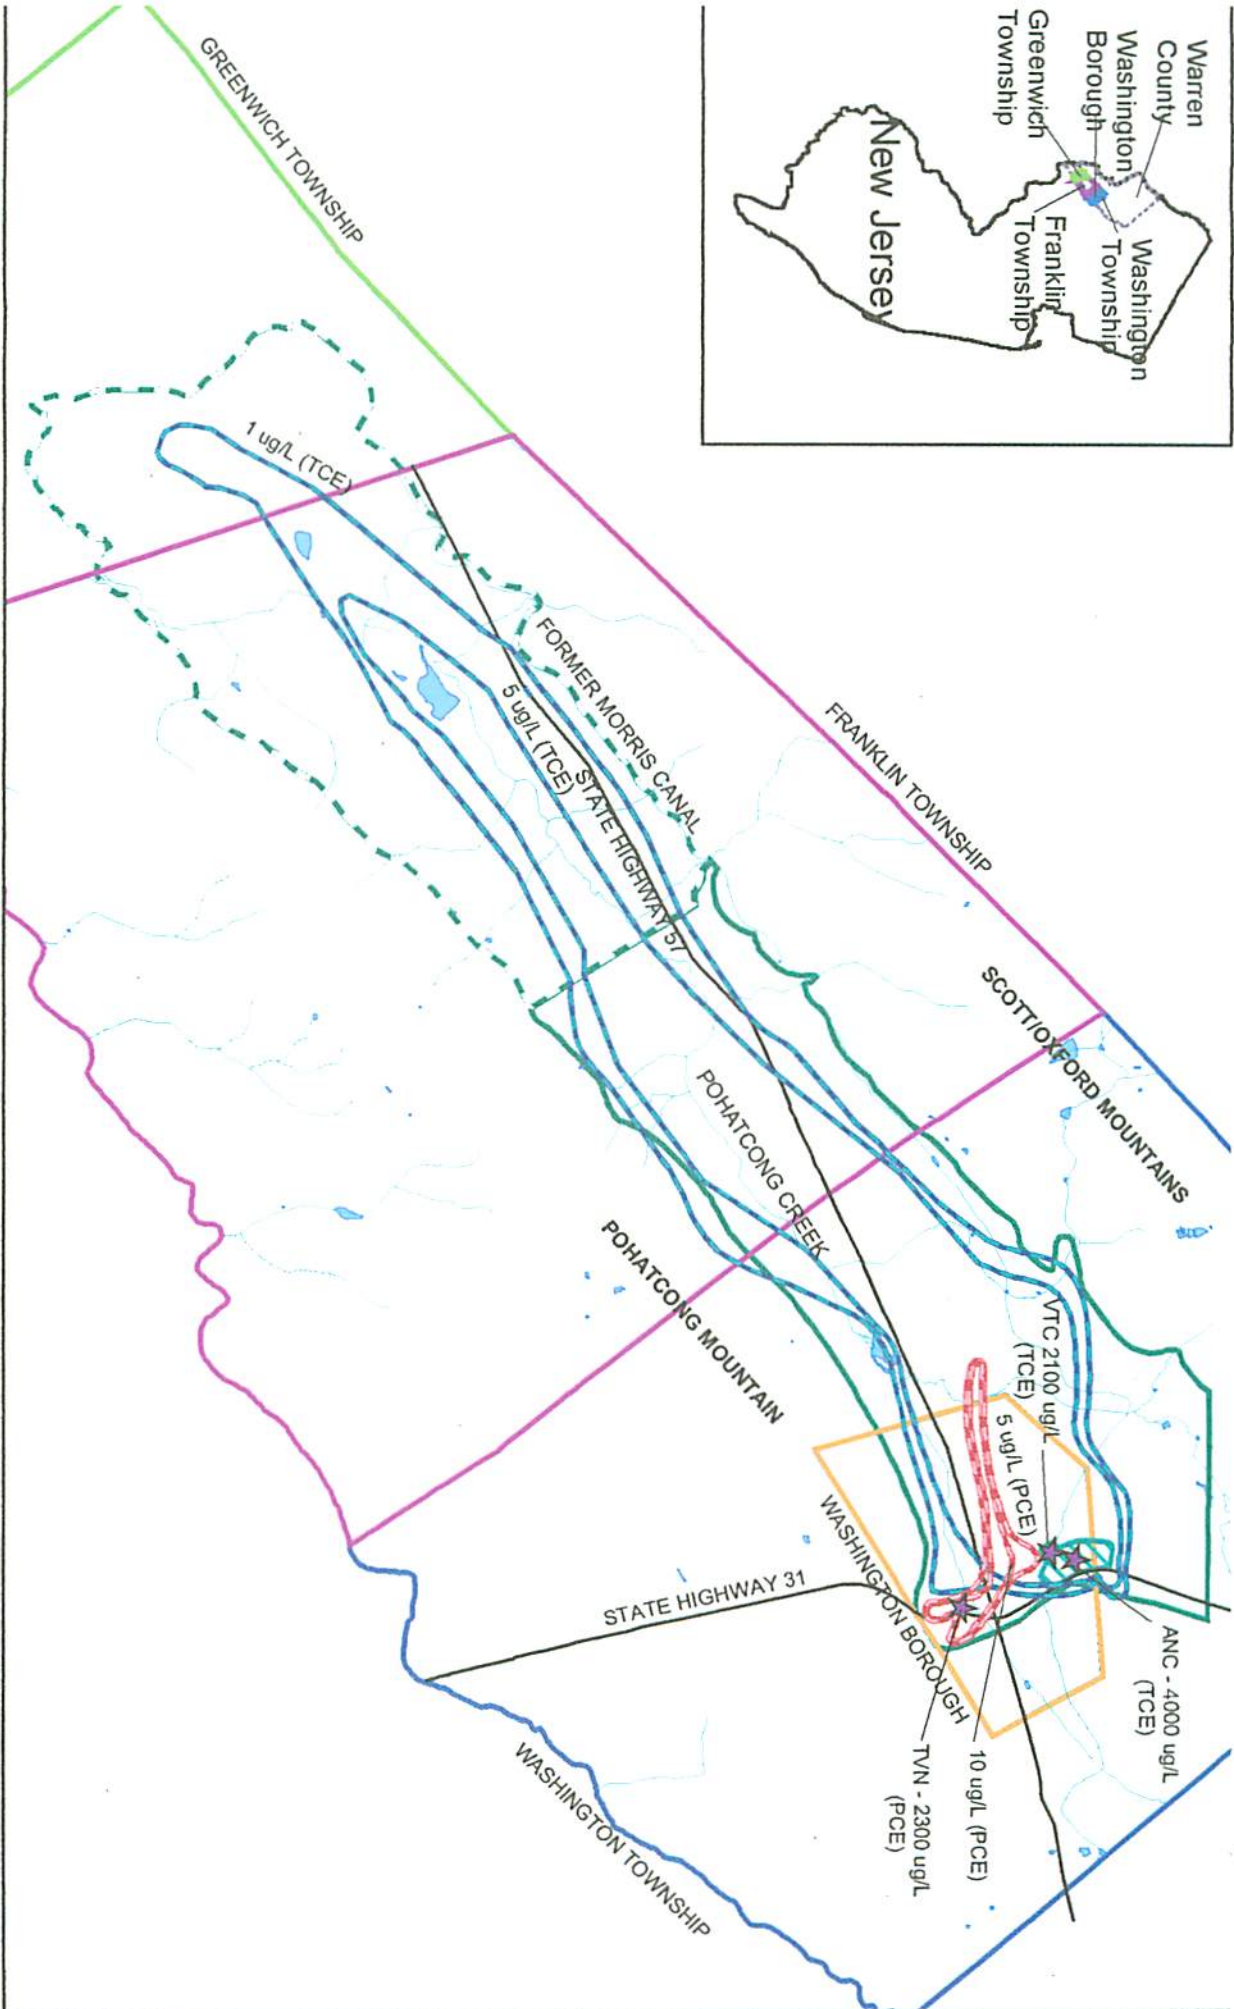 Warren
County
Washington
Borough
Greenwich
Township
Washington
Township
Franklin
Township
New Jersey
GREENWICH TOWNSHIP
1 ug/L (TCE)
FORMER MORRIS CANAL
5 ug/L (TCE)
STATE HIGHWAY 57
FRANKLIN TOWNSHIP
SCOTT/OXFORD MOUNTAINS
POHATCONG CREEK
POHATCONG MOUNTAIN
VTC 2100 ug/L
(TCE)
5 ug/L (PCE)
ANC - 4000 ug/L
(TCE)
10 ug/L (PCE)
TVN - 2300 ug/L
(PCE)
WASHINGTON BOROUGH
STATE HIGHWAY 31
WASHINGTON TOWNSHIP